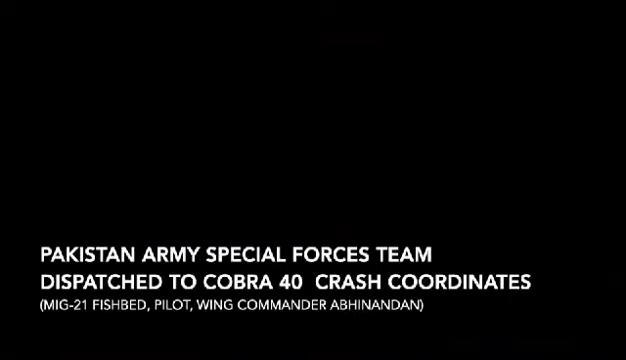 PAKISTAN ARMY SPECIAL FORCES TEAM
DISPATCHED TO COBRA 40 CRASH COORDINATES
(MIG-21 FISHBED, PILOT, WING COMMANDER ABHINANDAN)